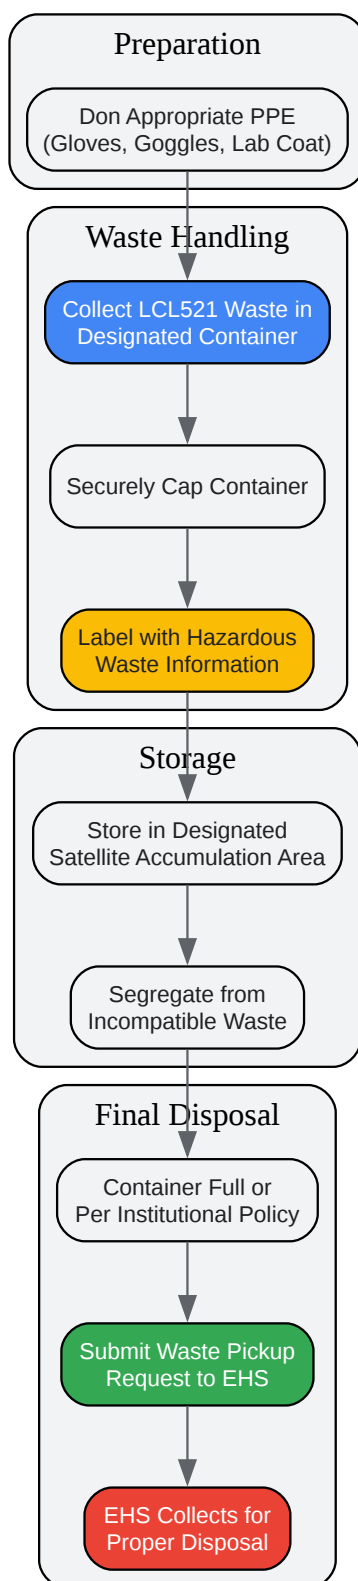 Preparation
Don Appropriate PPE
(Gloves, Goggles, Lab Coat)
Waste Handling
Collect LCL521 Waste in
Designated Container
Securely Cap Container
Label with Hazardous
Waste Information
Storage
Store in Designated
Satellite Accumulation Area
Segregate from
Incompatible Waste
Final Disposal
Container Full or
Per Institutional Policy
Submit Waste Pickup
Request to EHS
EHS Collects for
Proper Disposal